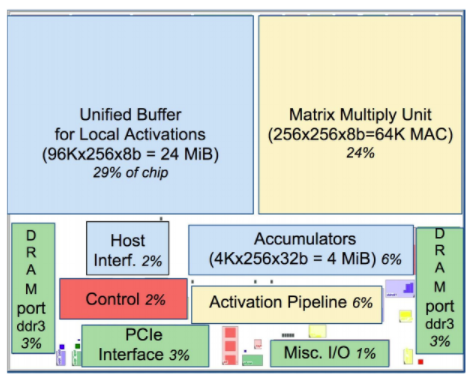 Unified Buffer
for Local Activations
(96Kx256x8b = 24 MiB)
29% of chip
Matrix Multiply Unit
(256x256x8b=64K MAC)
24%
D
R
A
M
port
ddr3
3%
Host
Interf. 2%
Accumulators
(4Kx256x32b = 4 MiB) 6%
D
R
A
M
port
ddr3
3%
Control 2%
Activation Pipeline 6%
PCIe
Interface 3%
Misc. I/O 1%